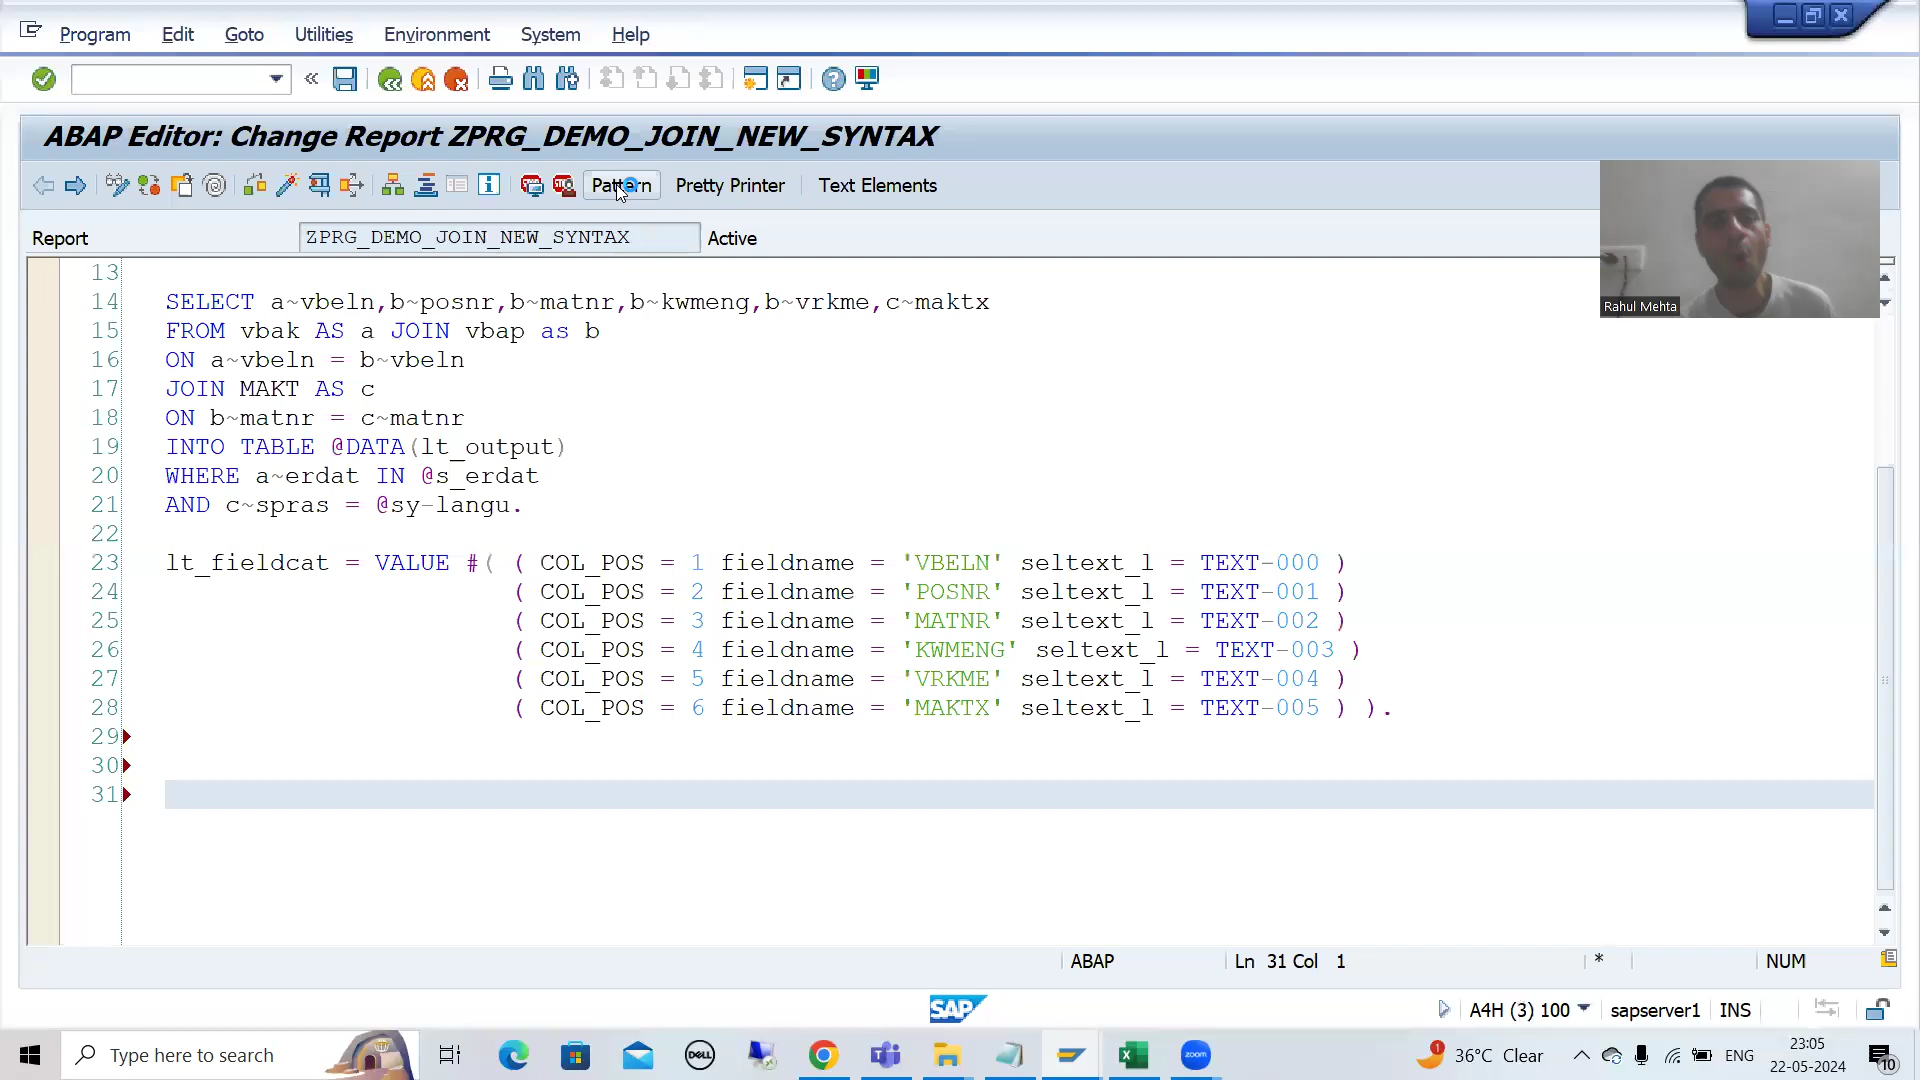 Program Edit Goto Utilities Environment System Help
ABAP Editor: Change Report ZPRG_DEMO_JOIN_NEW_SYNTAX
Pattern Pretty Printer Text Elements
Report ZPRG_DEMO_JOIN_NEW_SYNTAX Active
Rahul Mehta
13
14 SELECT a~vbeln,b~posnr,b~matnr,b~kwmeng,b~vrkme,c~maktx
15 FROM vbak AS a JOIN vbap as b
16 ON a~vbeln = b~vbeln
17 JOIN MAKT AS c
18 ON b~matnr = c~matnr
19 INTO TABLE @DATA(lt_output)
20 WHERE a~erdat IN @s_erdat
21 AND c~spras = @sy-langu.
22
23 lt_fieldcat = VALUE #( ( COL_POS = 1 fieldname = 'VBELN' seltext_l = TEXT-000 )
24 ( COL_POS = 2 fieldname = 'POSNR' seltext_l = TEXT-001 )
25 ( COL_POS = 3 fieldname = 'MATNR' seltext_l = TEXT-002 )
26 ( COL_POS = 4 fieldname = 'KWMENG' seltext_l = TEXT-003 )
27 ( COL_POS = 5 fieldname = 'VRKME' seltext_l = TEXT-004 )
28 ( COL_POS = 6 fieldname = 'MAKTX' seltext_l = TEXT-005 ) ).
29
30
31
ABAP Ln 31 Col 1 * NUM
SAP A4H (3) 100 sapserver1 INS
Type here to search DELL zoom 1 36°C Clear ENG 23:05
22-05-2024 10